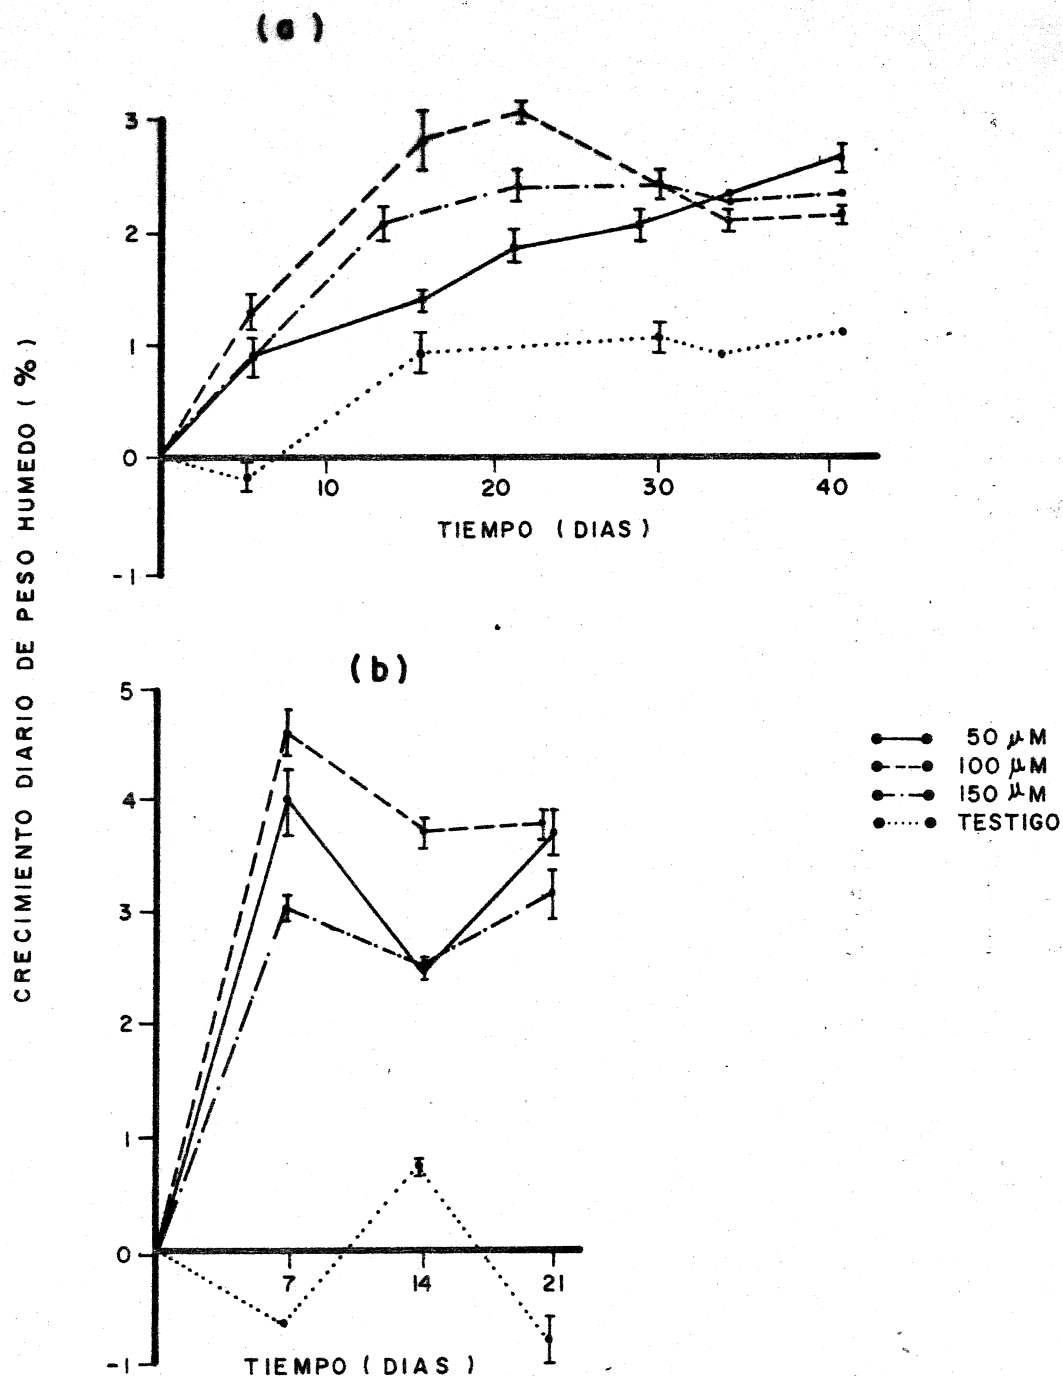 (a)
3
2
1
0
-1
10 20 30 40
TIEMPO (DIAS)
CRECIMIENTO DIARIO DE PESO HUMEDO (%)
(b)
5
4
3
2
1
0
-1
7 14 21
TIEMPO (DIAS)
50 μM
100 μM
150 μM
TESTIGO